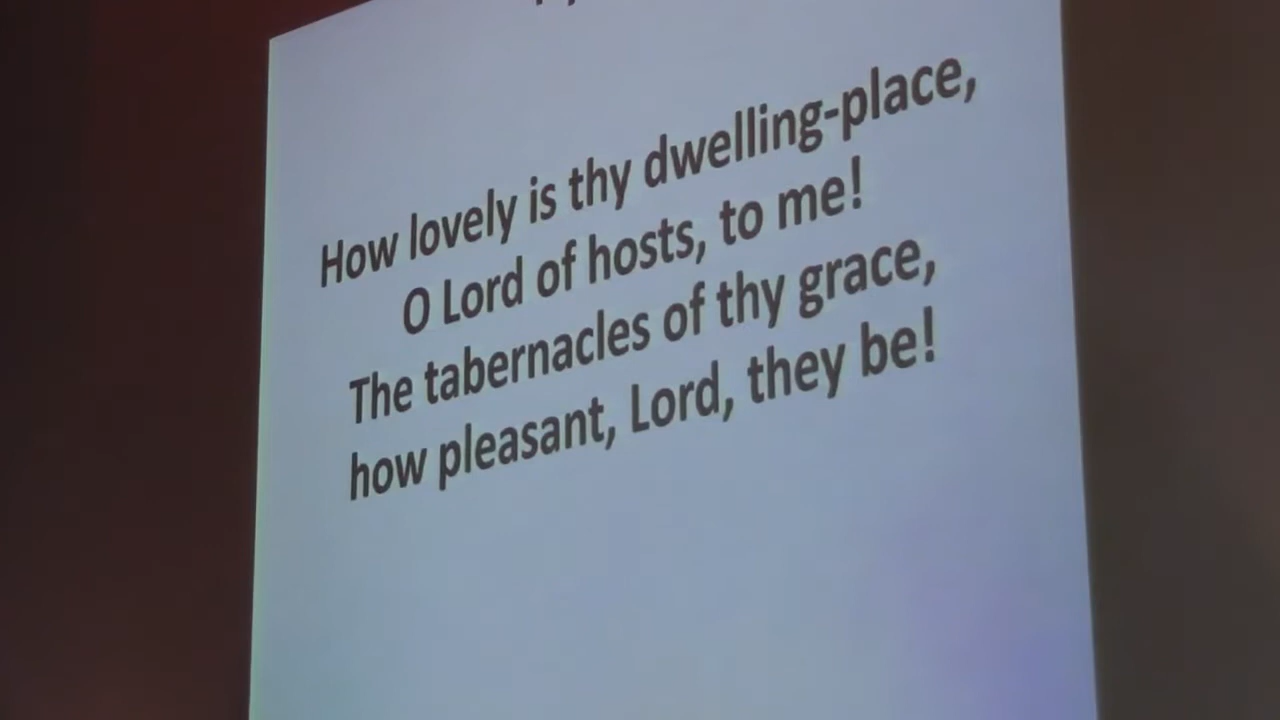 How lovely is thy dwelling-place,
O Lord of hosts, to me!
The tabernacles of thy grace,
how pleasant, Lord, they be!